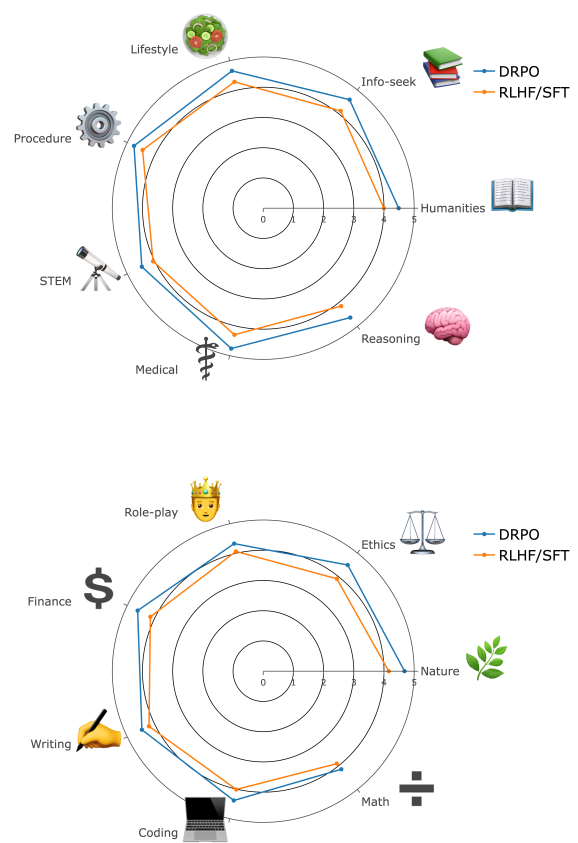 Lifestyle
Info-seek
DRPO
RLHF/SFT
Procedure
Humanities
0 1 2 3 4 5
STEM
Reasoning
Medical
Role-play
Ethics
DRPO
RLHF/SFT
Finance
$
Nature
0 1 2 3 4 5
Writing
Math
÷
Coding